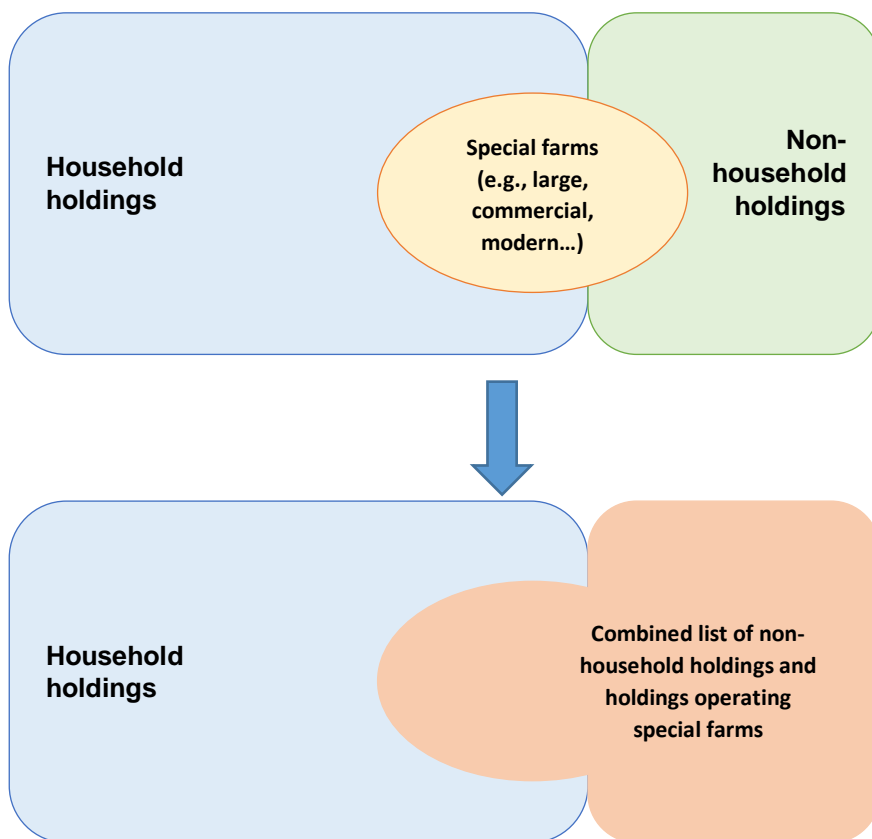 Household
holdings
Special farms
(e.g., large,
commercial,
modern…)
Non-
household
holdings
Household
holdings
Combined list of non-
household holdings and
holdings operating
special farms